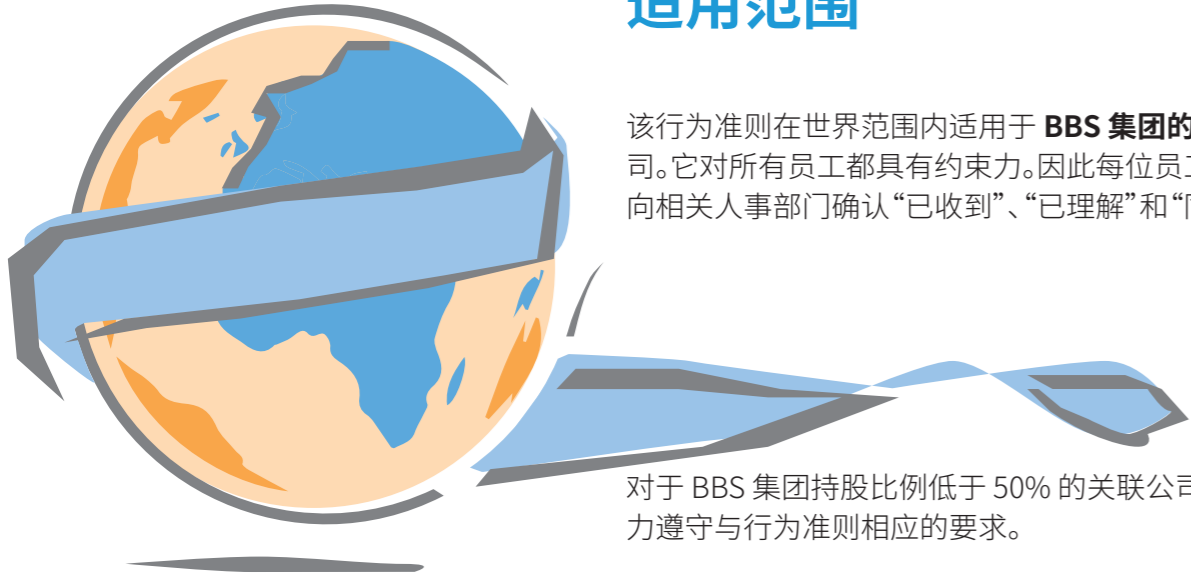 适用范围
该行为准则在世界范围内适用于 BBS 集团的
司。它对所有员工都具有约束力。因此每位员工
向相关人事部门确认“已收到”、“已理解”和“
对于 BBS 集团持股比例低于 50% 的关联公司
力遵守与行为准则相应的要求。